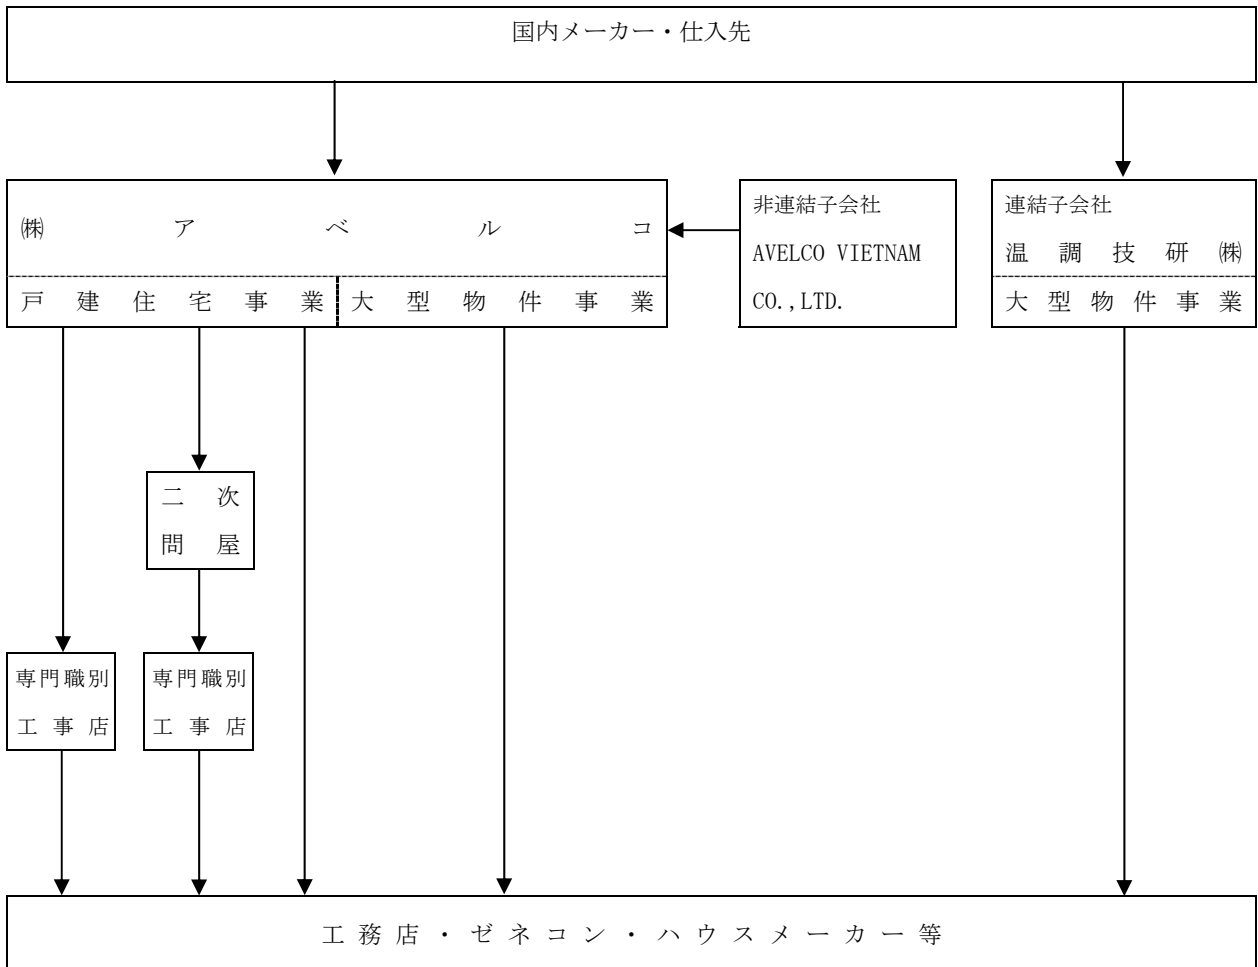 国内メーカー・仕入先
㈱アベルコ
戸建住宅事業
大型物件事業
非連結子会社
AVELCO VIETNAM
CO.,LTD.
連結子会社
温調技研㈱
大型物件事業
二次
問屋
専門職別
工事店
専門職別
工事店
工務店・ゼネコン・ハウスメーカー等